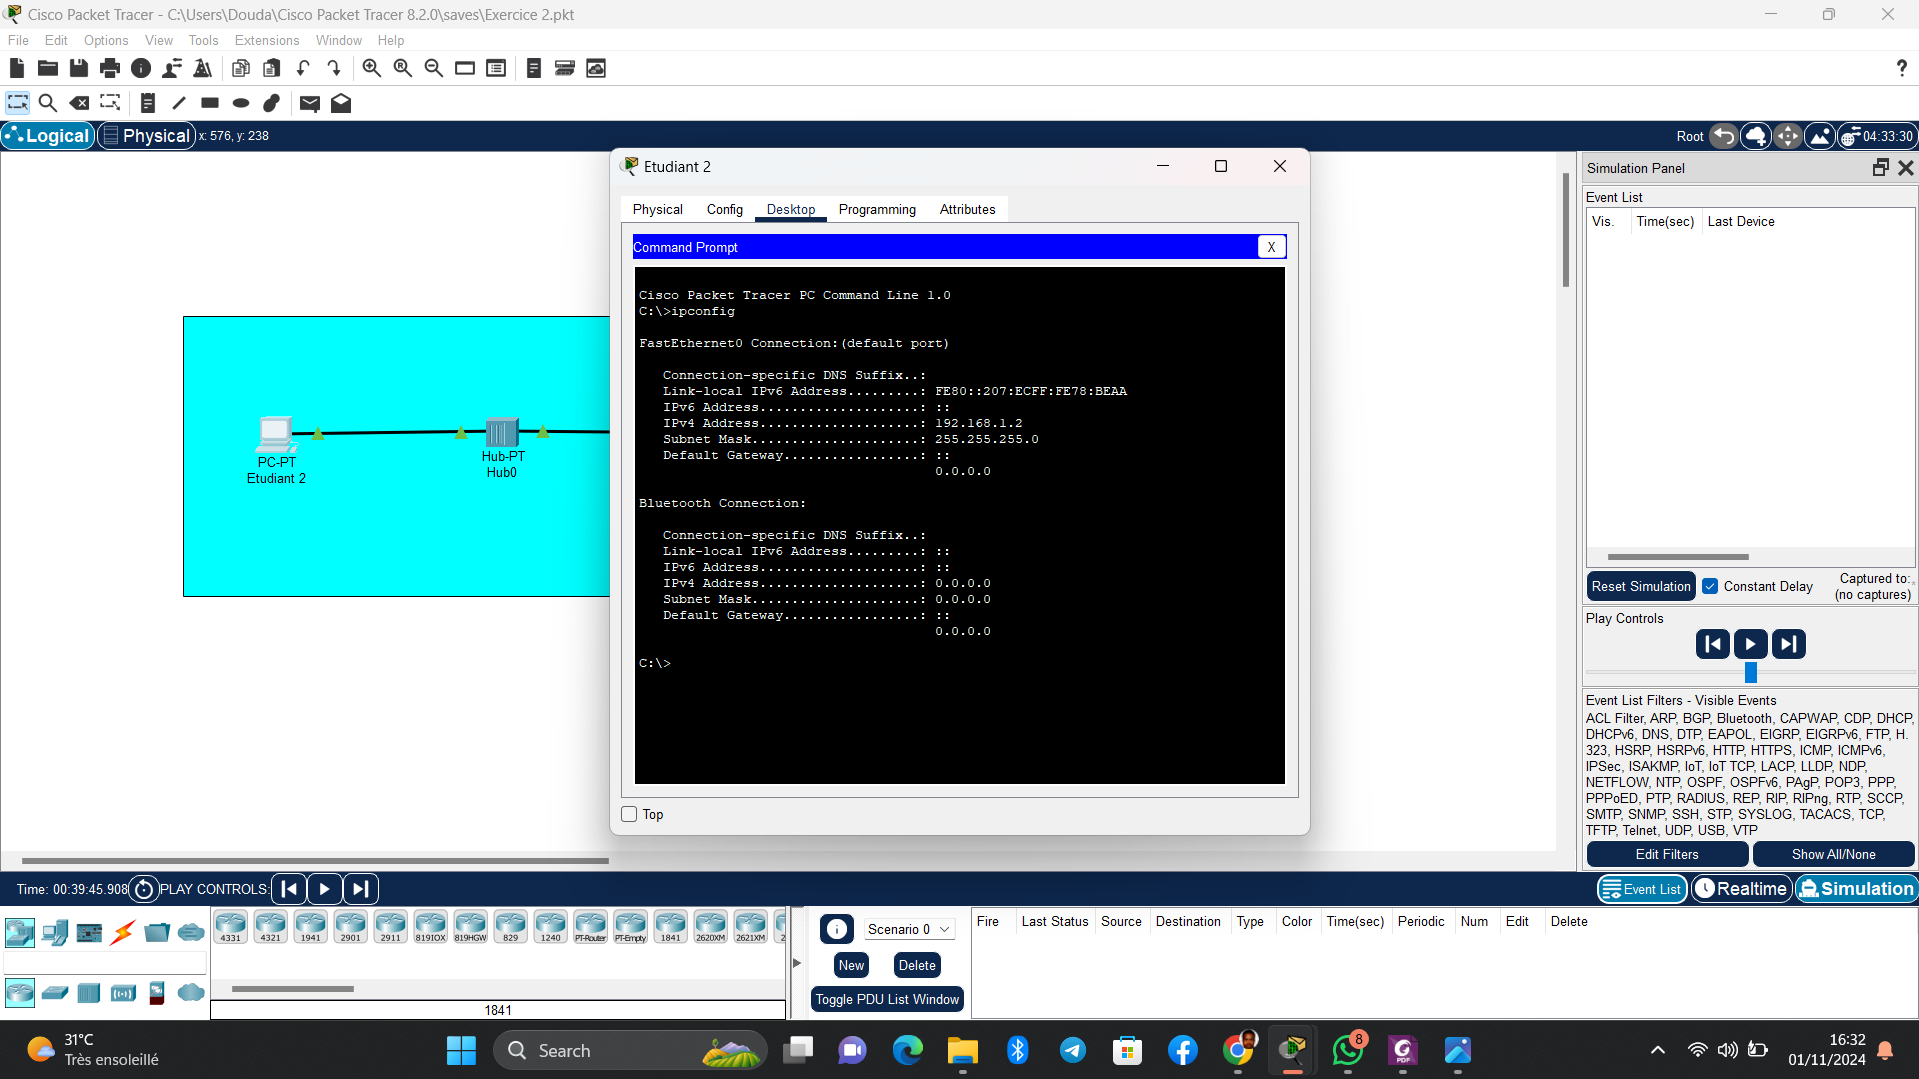 Cisco Packet Tracer - C:\Users\Douda\Cisco Packet Tracer 8.2.0\saves\Exercice 2.pkt
File Edit Options View Tools Extensions Window Help
?
Logical Physical x: 576, y: 238 Root 04:33:30
Etudiant 2
Physical Config Desktop Programming Attributes
Command Prompt X
Cisco Packet Tracer PC Command Line 1.0
C:\>ipconfig
FastEthernet0 Connection:(default port)
Connection-specific DNS Suffix..:
Link-local IPv6 Address.........: FE80::207:ECFF:FE78:BEAA
IPv6 Address....................: ::
IPv4 Address....................: 192.168.1.2
Subnet Mask.....................: 255.255.255.0
Default Gateway.................: ::
0.0.0.0
Bluetooth Connection:
Connection-specific DNS Suffix..:
Link-local IPv6 Address.........: ::
IPv6 Address....................: ::
IPv4 Address....................: 0.0.0.0
Subnet Mask.....................: 0.0.0.0
Default Gateway.................: ::
0.0.0.0
C:\>
Top
PC-PT
Etudiant 2
Hub-PT
Hub0
Simulation Panel
Event List
Vis. Time(sec) Last Device
Reset Simulation Constant Delay Captured to:
(no captures)
Play Controls
Event List Filters - Visible Events
ACL Filter, ARP, BGP, Bluetooth, CAPWAP, CDP, DHCP,
DHCPv6, DNS, DTP, EAPOL, EIGRP, EIGRPv6, FTP, H.
323, HSRP, HSRPv6, HTTP, HTTPS, ICMP, ICMPv6,
IPSec, ISAKMP, IoT, IoT TCP, LACP, LLDP, NDP,
NETFLOW, NTP, OSPF, OSPFv6, PAgP, POP3, PPP,
PPPoED, PTP, RADIUS, REP, RIP, RIPng, RTP, SCCP,
SMTP, SNMP, SSH, STP, SYSLOG, TACACS, TCP,
TFTP, Telnet, UDP, USB, VTP
Edit Filters Show All/None
Time: 00:39:45.908 PLAY CONTROLS: Event List Realtime Simulation
4331 4321 1941 2901 2911 819IOX 819HGW 829 1240 PT-Router PT-Empty 1841 2620XM 2621XM 2
1841
Scenario 0
New Delete
Toggle PDU List Window
Fire Last Status Source Destination Type Color Time(sec) Periodic Num Edit Delete
31°C
Très ensoleillé
Search
8
PDF
16:32
01/11/2024